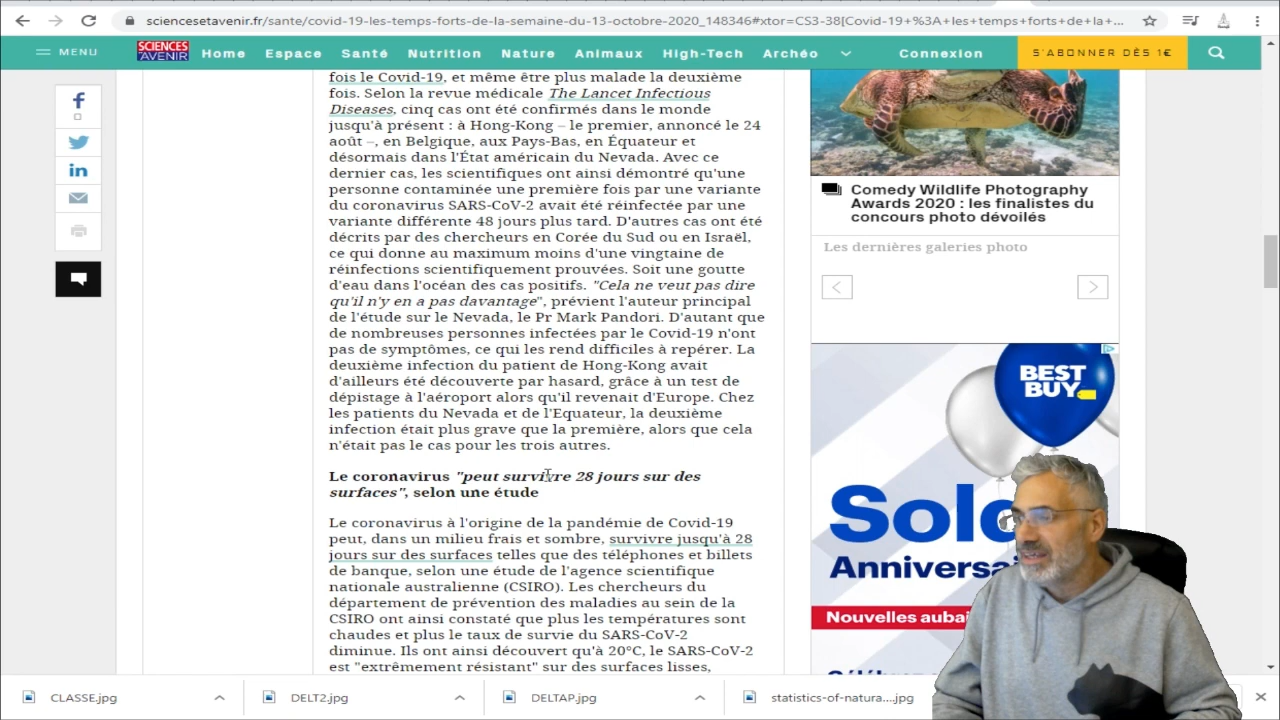 sciencesetavenir.fr/sante/covid-19-les-temps-forts-de-la-semaine-du-13-octobre-2020_148346#xtor=CS3-38[Covid-19+%3A+les+temps+forts+de+la+...
MENU
SCIENCES AVENIR
Home Espace Santé Nutrition Nature Animaux High-Tech Archéo
Connexion
S'ABONNER DÈS 1€
fois le Covid-19, et même être plus malade la deuxième
fois. Selon la revue médicale The Lancet Infectious
Diseases, cinq cas ont été confirmés dans le monde
jusqu'à présent : à Hong-Kong – le premier, annoncé le 24
août –, en Belgique, aux Pays-Bas, en Équateur et
désormais dans l'État américain du Nevada. Avec ce
dernier cas, les scientifiques ont ainsi démontré qu'une
personne contaminée une première fois par une variante
du coronavirus SARS-CoV-2 avait été réinfectée par une
variante différente 48 jours plus tard. D'autres cas ont été
décrits par des chercheurs en Corée du Sud ou en Israël,
ce qui donne au maximum moins d'une vingtaine de
réinfections scientifiquement prouvées. Soit une goutte
d'eau dans l'océan des cas positifs. "Cela ne veut pas dire
qu'il n'y en a pas davantage", prévient l'auteur principal
de l'étude sur le Nevada, le Pr Mark Pandori. D'autant que
de nombreuses personnes infectées par le Covid-19 n'ont
pas de symptômes, ce qui les rend difficiles à repérer. La
deuxième infection du patient de Hong-Kong avait
d'ailleurs été découverte par hasard, grâce à un test de
dépistage à l'aéroport alors qu'il revenait d'Europe. Chez
les patients du Nevada et de l'Equateur, la deuxième
infection était plus grave que la première, alors que cela
n'était pas le cas pour les trois autres.
Le coronavirus "peut survivre 28 jours sur des
surfaces", selon une étude
Le coronavirus à l'origine de la pandémie de Covid-19
peut, dans un milieu frais et sombre, survivre jusqu'à 28
jours sur des surfaces telles que des téléphones et billets
de banque, selon une étude de l'agence scientifique
nationale australienne (CSIRO). Les chercheurs du
département de prévention des maladies au sein de la
CSIRO ont ainsi constaté que plus les températures sont
chaudes et plus le taux de survie du SARS-CoV-2
diminue. Ils ont ainsi découvert qu'à 20°C, le SARS-CoV-2
est "extrêmement résistant" sur des surfaces lisses,
Comedy Wildlife Photography
Awards 2020 : les finalistes du
concours photo dévoilés
Les dernières galeries photo
BEST
BUY
Sold
Anniversai
Nouvelles aubai
CLASSE.jpg
DELT2.jpg
DELTAP.jpg
statistics-of-natura....jpg